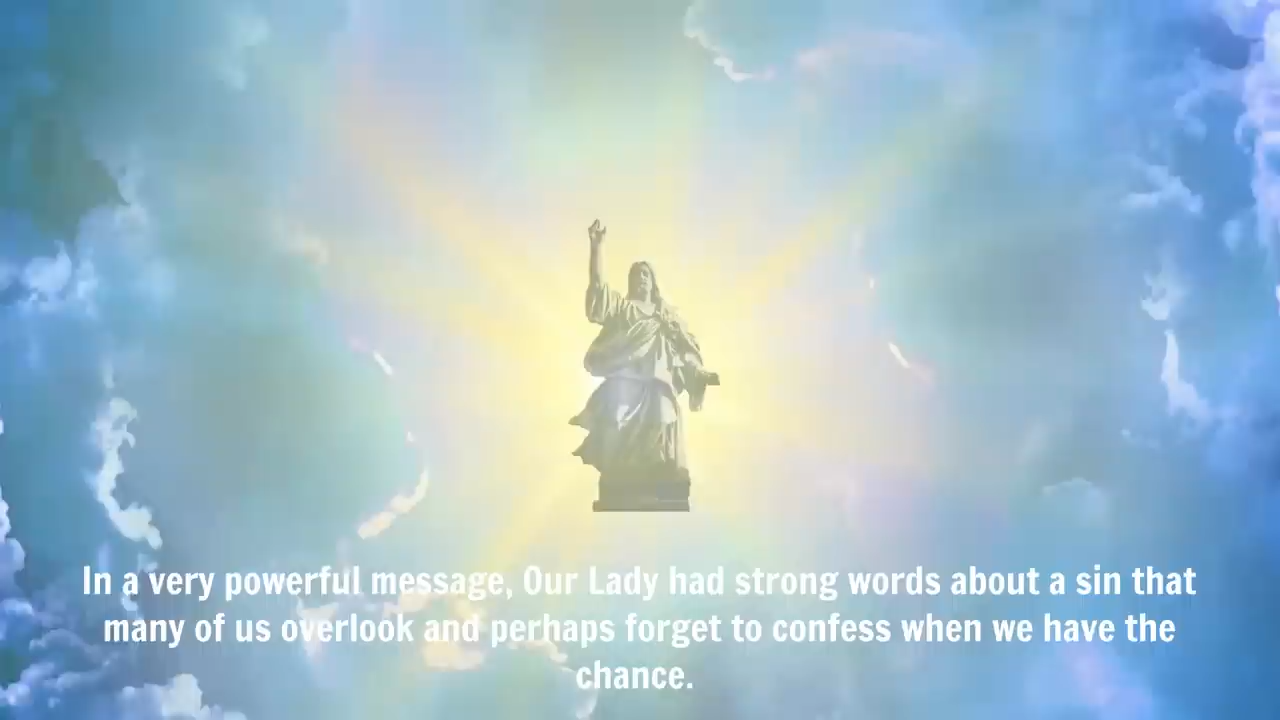 In a very powerful message, Our Lady had strong words about a sin that
many of us overlook and perhaps forget to confess when we have the
chance.